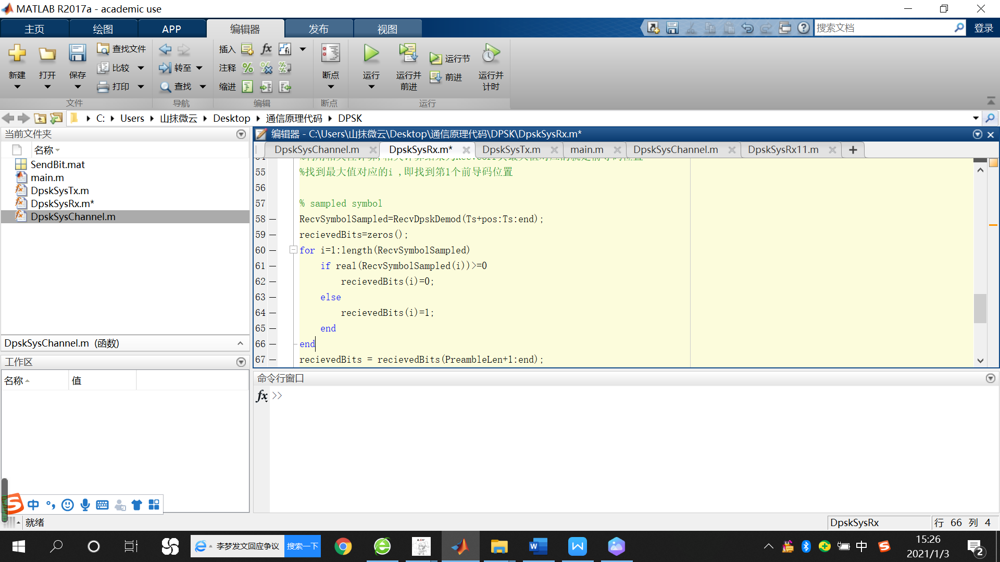 MATLAB R2017a - academic use
主页 绘图 APP 编辑器 发布 视图 搜索文档 登录
新建 打开 保存 查找文件 比较 打印 转至 查找 插入 注释 缩进 断点 运行 运行并前进 运行节 前进 运行并计时
文件 导航 编辑 断点 运行
C: Users 山抹微云 Desktop 通信原理代码 DPSK
当前文件夹
名称
SendBit.mat
main.m
DpskSysTx.m
DpskSysRx.m*
DpskSysChannel.m
DpskSysChannel.m (函数)
工作区
名称 值
编辑器 - C:\Users\山抹微云\Desktop\通信原理代码\DPSK\DpskSysRx.m*
DpskSysChannel.m DpskSysRx.m* DpskSysTx.m main.m DpskSysChannel.m DpskSysRx11.m
55 %找到最大值对应的i ,即找到第1个前导码位置
56
57 % sampled symbol
58 RecvSymbolSampled=RecvDpskDemod(Ts+pos:Ts:end);
59 recievedBits=zeros();
60 for i=1:length(RecvSymbolSampled)
61 if real(RecvSymbolSampled(i))>=0
62 recievedBits(i)=0;
63 else
64 recievedBits(i)=1;
65 end
66 end
67 recievedBits = recievedBits(PreambleLen+1:end);
命令行窗口
fx >>
中
就绪
DpskSysRx 行 66 列 4
李梦发文回应争议 搜索一下
中
15:26
2021/1/3
2